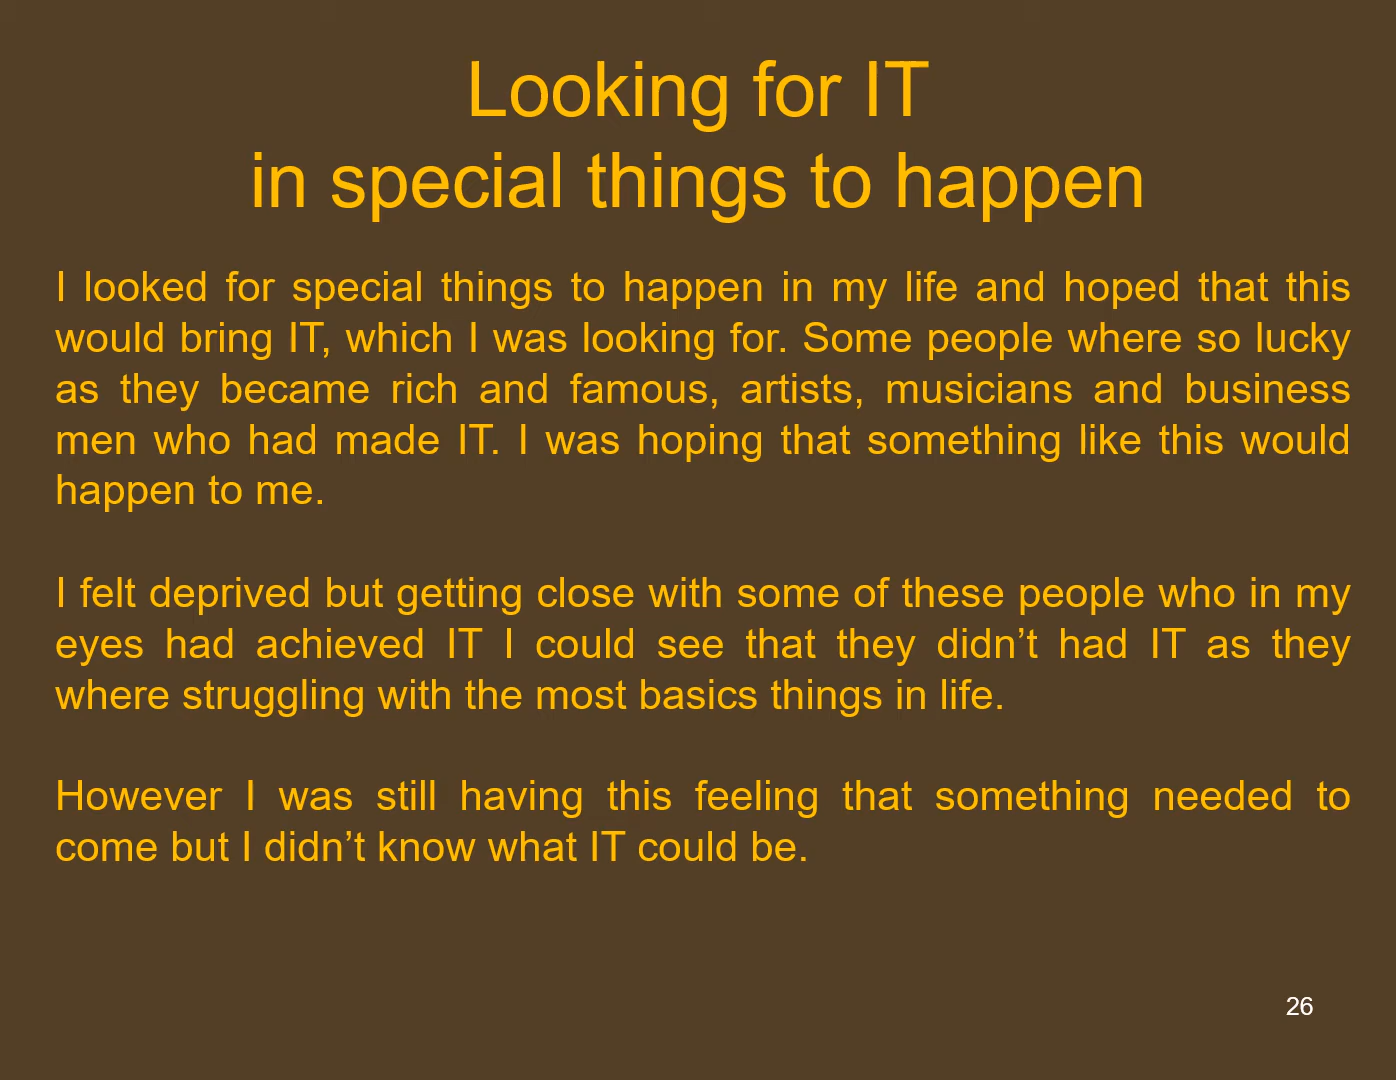 Looking for IT
in special things to happen
I looked for special things to happen in my life and hoped that this
would bring IT, which I was looking for. Some people where so lucky
as they became rich and famous, artists, musicians and business
men who had made IT. I was hoping that something like this would
happen to me.
I felt deprived but getting close with some of these people who in my
eyes had achieved IT I could see that they didn’t had IT as they
where struggling with the most basics things in life.
However I was still having this feeling that something needed to
come but I didn’t know what IT could be.
26